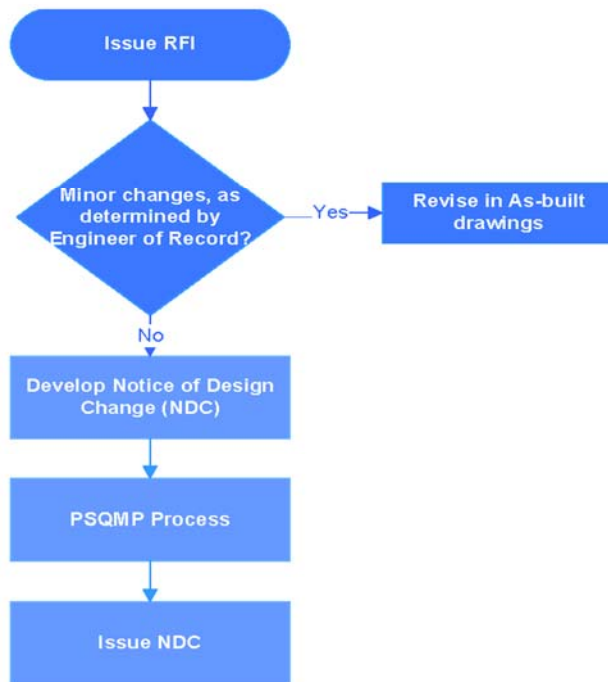 Issue RFI
Minor changes, as
determined by
Engineer of Record?
Yes
Revise in As-built
drawings
No
Develop Notice of Design
Change (NDC)
PSQMP Process
Issue NDC